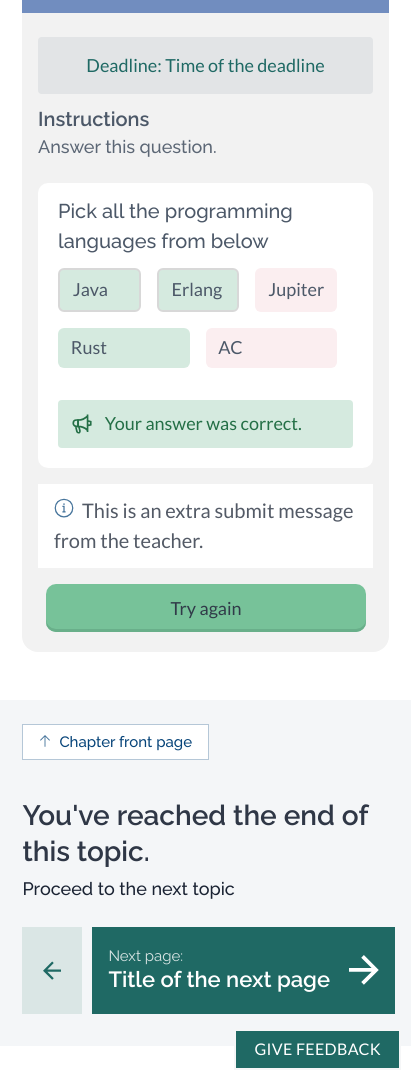 Deadline: Time of the deadline
Instructions
Answer this question.
Pick all the programming
languages from below
Java
Erlang
Jupiter
Rust
AC
Your answer was correct.
This is an extra submit message
from the teacher.
Try again
Chapter front page
You've reached the end of
this topic.
Proceed to the next topic
Next page:
Title of the next page
GIVE FEEDBACK